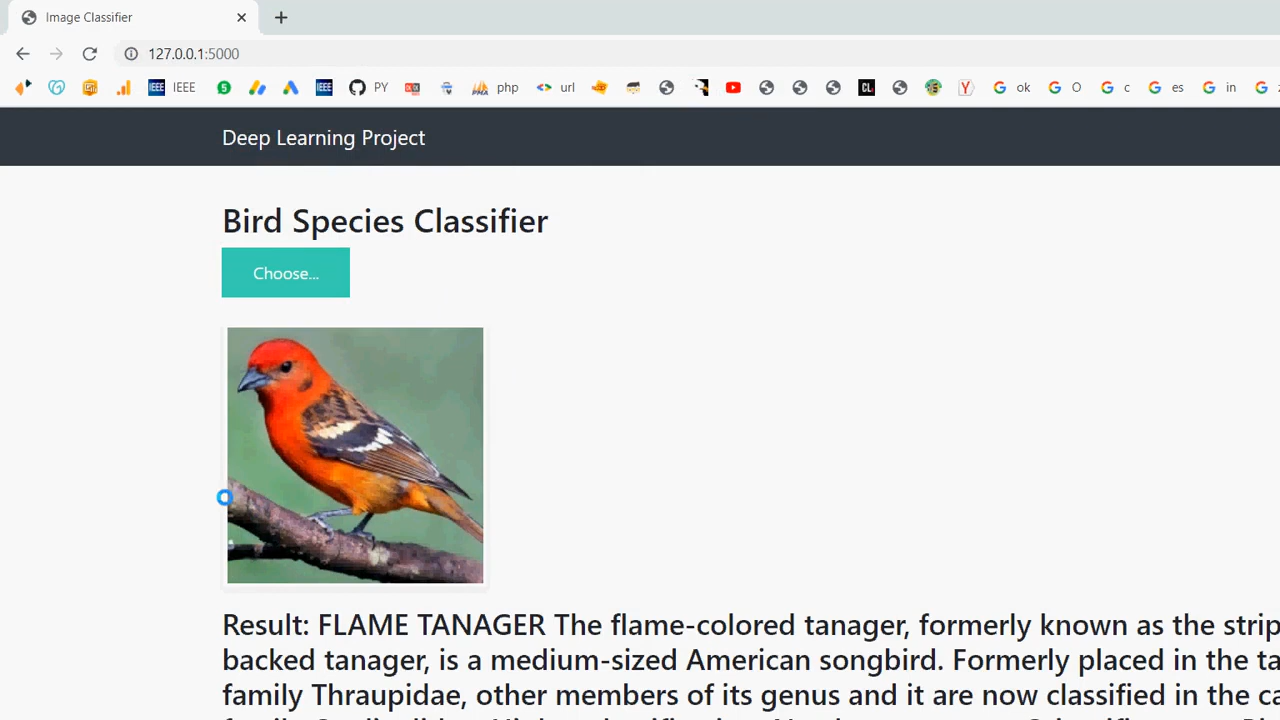 Image Classifier
127.0.0.1:5000
IEEE PY php url ok O c es in
Deep Learning Project
Bird Species Classifier
Choose...
Result: FLAME TANAGER The flame-colored tanager, formerly known as the strip
backed tanager, is a medium-sized American songbird. Formerly placed in the ta
family Thraupidae, other members of its genus and it are now classified in the ca